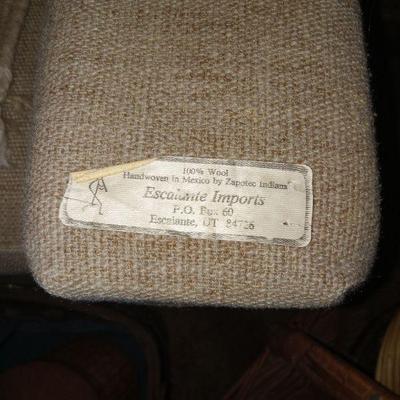 100% Wool
Handwoven in Mexico by Zapotec Indians
Escalante Imports
P.O. Box 60
Escalante, UT 84726